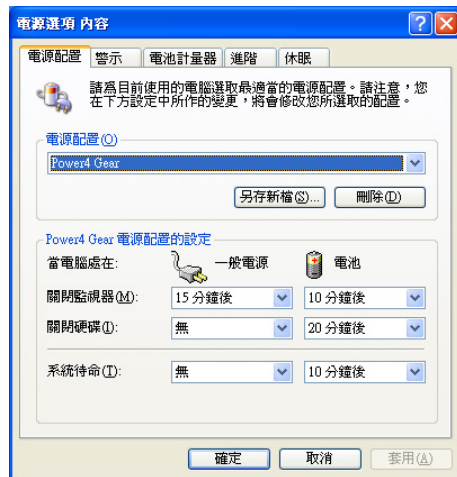 電源選項 內容
電源配置 警示 電池計量器 進階 休眠
請為目前使用的電腦選取最適當的電源配置。請注意，您
在下方設定中所作的變更，將會修改您所選取的配置。
電源配置(O)
Power4 Gear
另存新檔(S)... 刪除(D)
Power4 Gear 電源配置的設定
當電腦處在: 一般電源 電池
關閉監視器(M): 15 分鐘後 10 分鐘後
關閉硬碟(I): 無 20 分鐘後
系統待命(T): 無 10 分鐘後
確定 取消 套用(A)